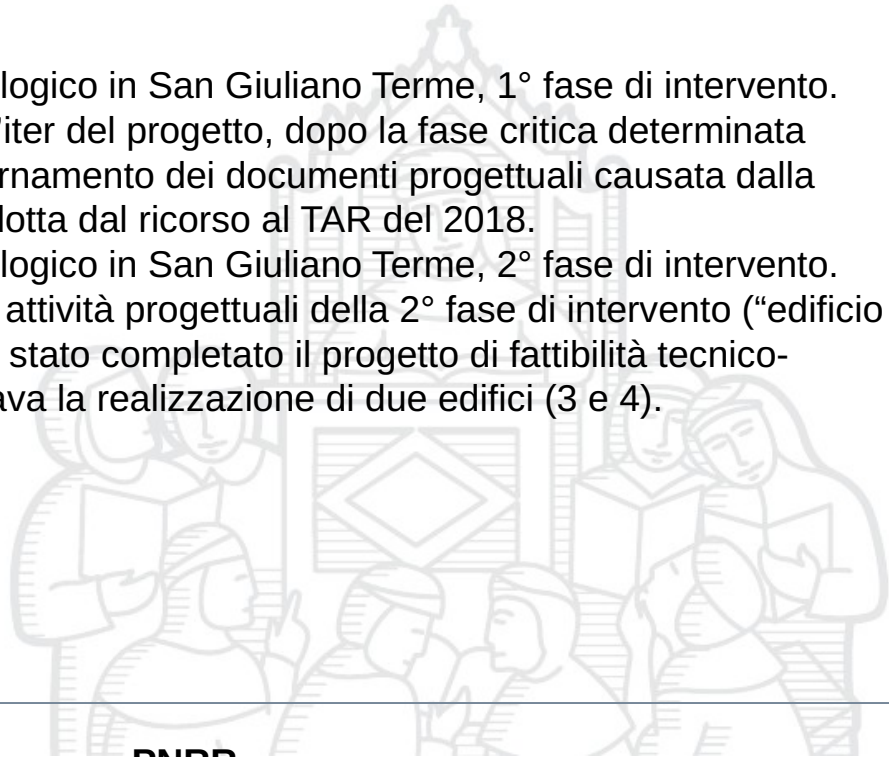 logico in San Giuliano Terme, 1° fase di intervento.
'iter del progetto, dopo la fase critica determinata
rnamento dei documenti progettuali causata dalla
dotta dal ricorso al TAR del 2018.
logico in San Giuliano Terme, 2° fase di intervento.
attività progettuali della 2° fase di intervento (“edificio
stato completato il progetto di fattibilità tecnico-
ava la realizzazione di due edifici (3 e 4).
PNRR